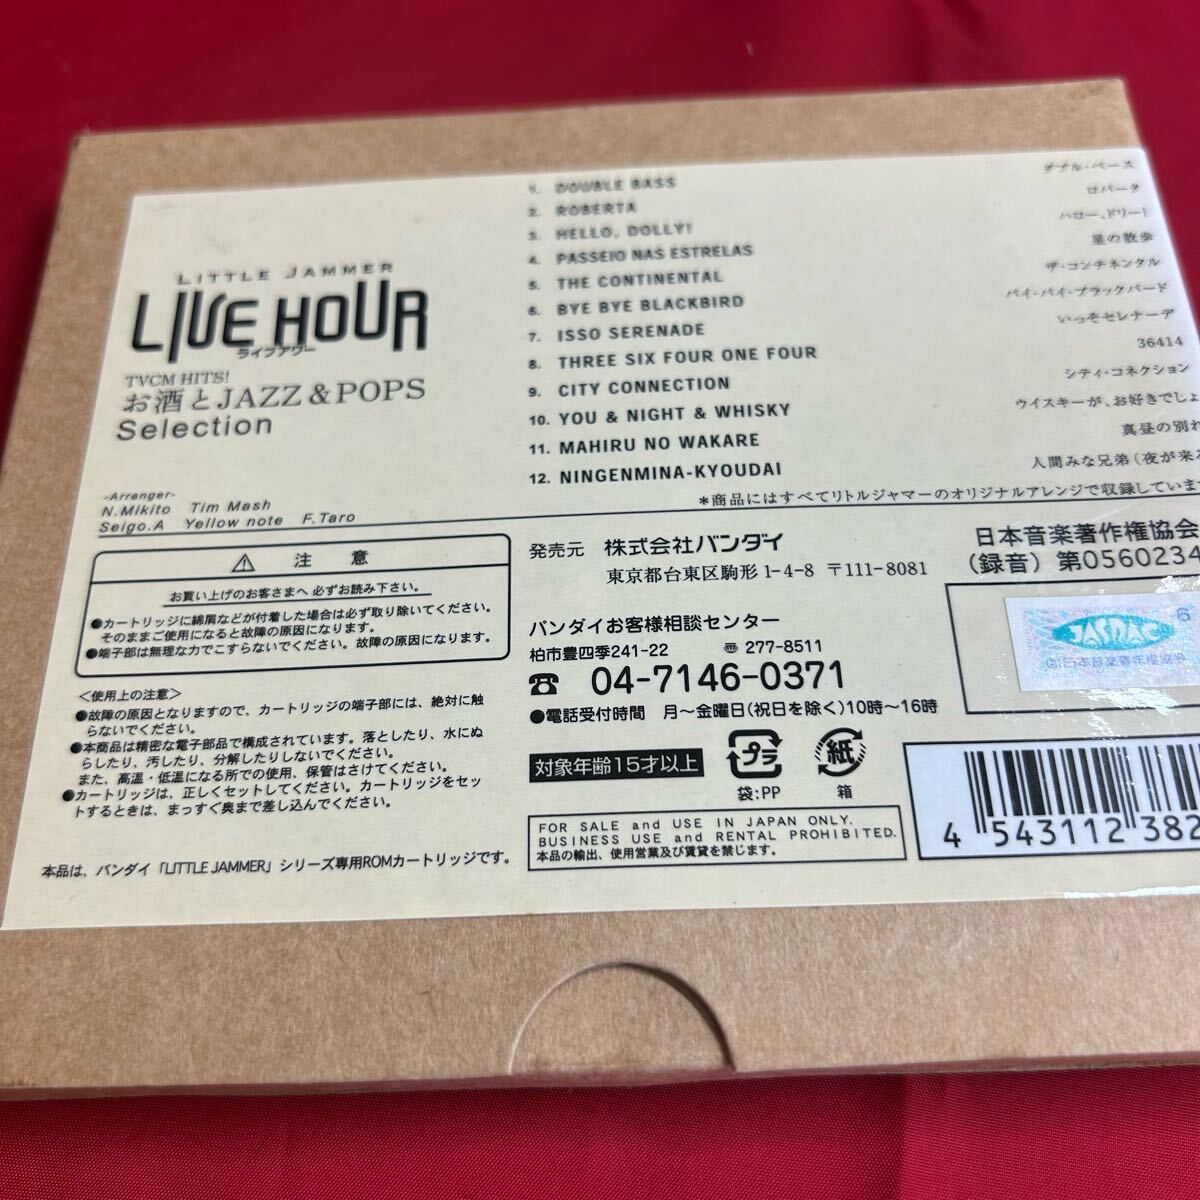 LITTLE JAMMER
LIVE HOUR
ライブアワー
TVCM HITS!
お酒とJAZZ&POPS
Selection
-Arranger-
N.Mikito Tim Mash
Seigo.A Yellow note F.Taro
1. DOUBLE BASS ダブル・ベース
2. ROBERTA ロバータ
3. HELLO, DOLLY! ハロー、ドリー!
4. PASSEIO NAS ESTRELAS 星の散歩
5. THE CONTINENTAL ザ・コンチネンタル
6. BYE BYE BLACKBIRD バイ・バイ・ブラックバード
7. ISSO SERENADE いっそセレナーデ
8. THREE SIX FOUR ONE FOUR 36414
9. CITY CONNECTION シティ・コネクション
10. YOU & NIGHT & WHISKY ウイスキーが、お好きでしょ
11. MAHIRU NO WAKARE 真昼の別れ
12. NINGENMINA-KYOUDAI 人間みな兄弟(夜が来る
*商品にはすべてリトルジャマーのオリジナルアレンジで収録しています
⚠ 注意
お買い上げのお客さまへ 必ずお読み下さい。
●カートリッジに綿屑などが付着した場合は必ず取り除いてください。
そのままご使用になると故障の原因になります。
●端子部は無理な力でこすらないでください。故障の原因になります。
<使用上の注意>
●故障の原因となりますので、カートリッジの端子部には、絶対に触
らないでください。
●本商品は精密な電子部品で構成されています。落としたり、水にぬ
らしたり、汚したり、分解したりしないでください。
また、高温・低温になる所での使用、保管はさけてください。
●カートリッジは、正しくセットしてください。カートリッジをセッ
トするときは、まっすぐ奥まで差し込んでください。
本品は、バンダイ「LITTLE JAMMER」シリーズ専用ROMカートリッジです。
発売元 株式会社バンダイ
東京都台東区駒形1-4-8 〒111-8081
バンダイお客様相談センター
柏市豊四季241-22 〠 277-8511
☎ 04-7146-0371
●電話受付時間 月~金曜日(祝日を除く)10時~16時
対象年齢15才以上
プラ
袋:PP
紙
箱
FOR SALE and USE IN JAPAN ONLY.
BUSINESS USE and RENTAL PROHIBITED.
本品の輸出、使用営業及び賃貸を禁じます。
日本音楽著作権協会
(録音) 第0560234
JASRAC
6
日本音楽著作権協会
4 543112 382